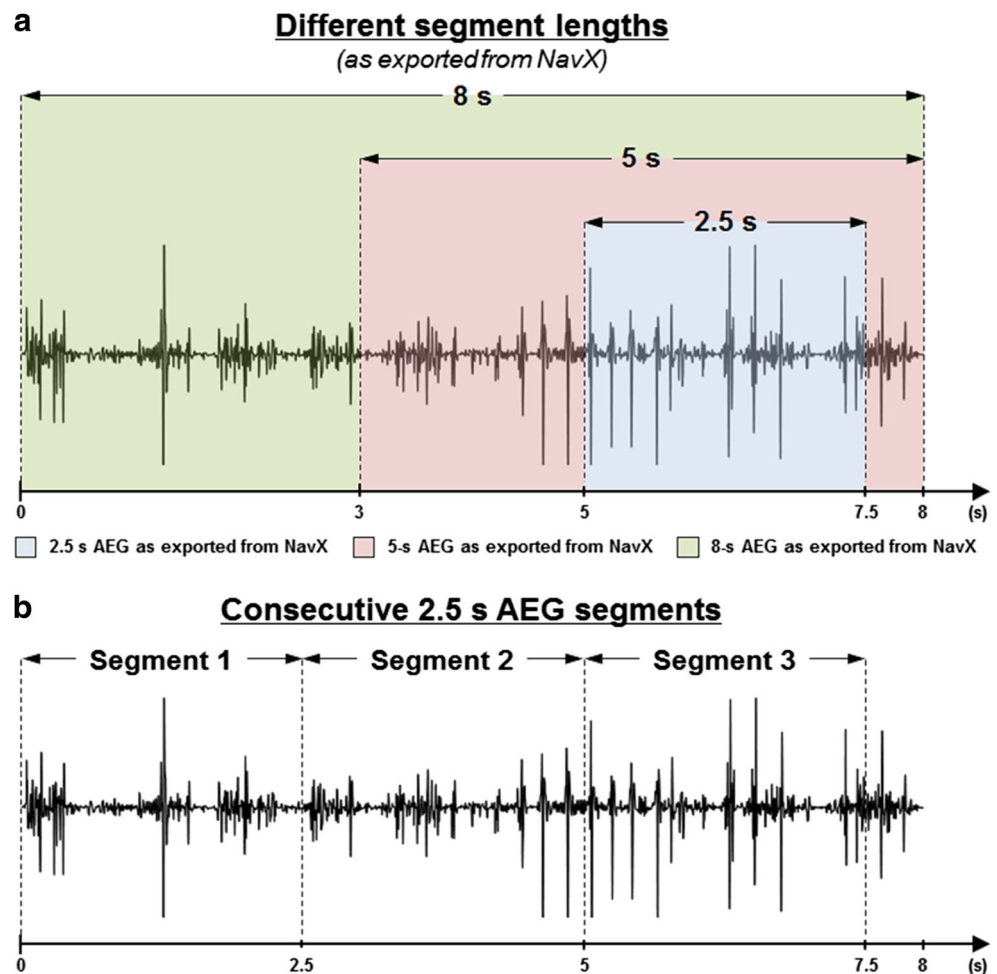 a
Different segment lengths
(as exported from NavX)
8 s
5 s
2.5 s
0 3 5 7.5 8 (s)
2.5 s AEG as exported from NavX 5-s AEG as exported from NavX 8-s AEG as exported from NavX
b
Consecutive 2.5 s AEG segments
Segment 1 Segment 2 Segment 3
0 2.5 5 7.5 8 (s)